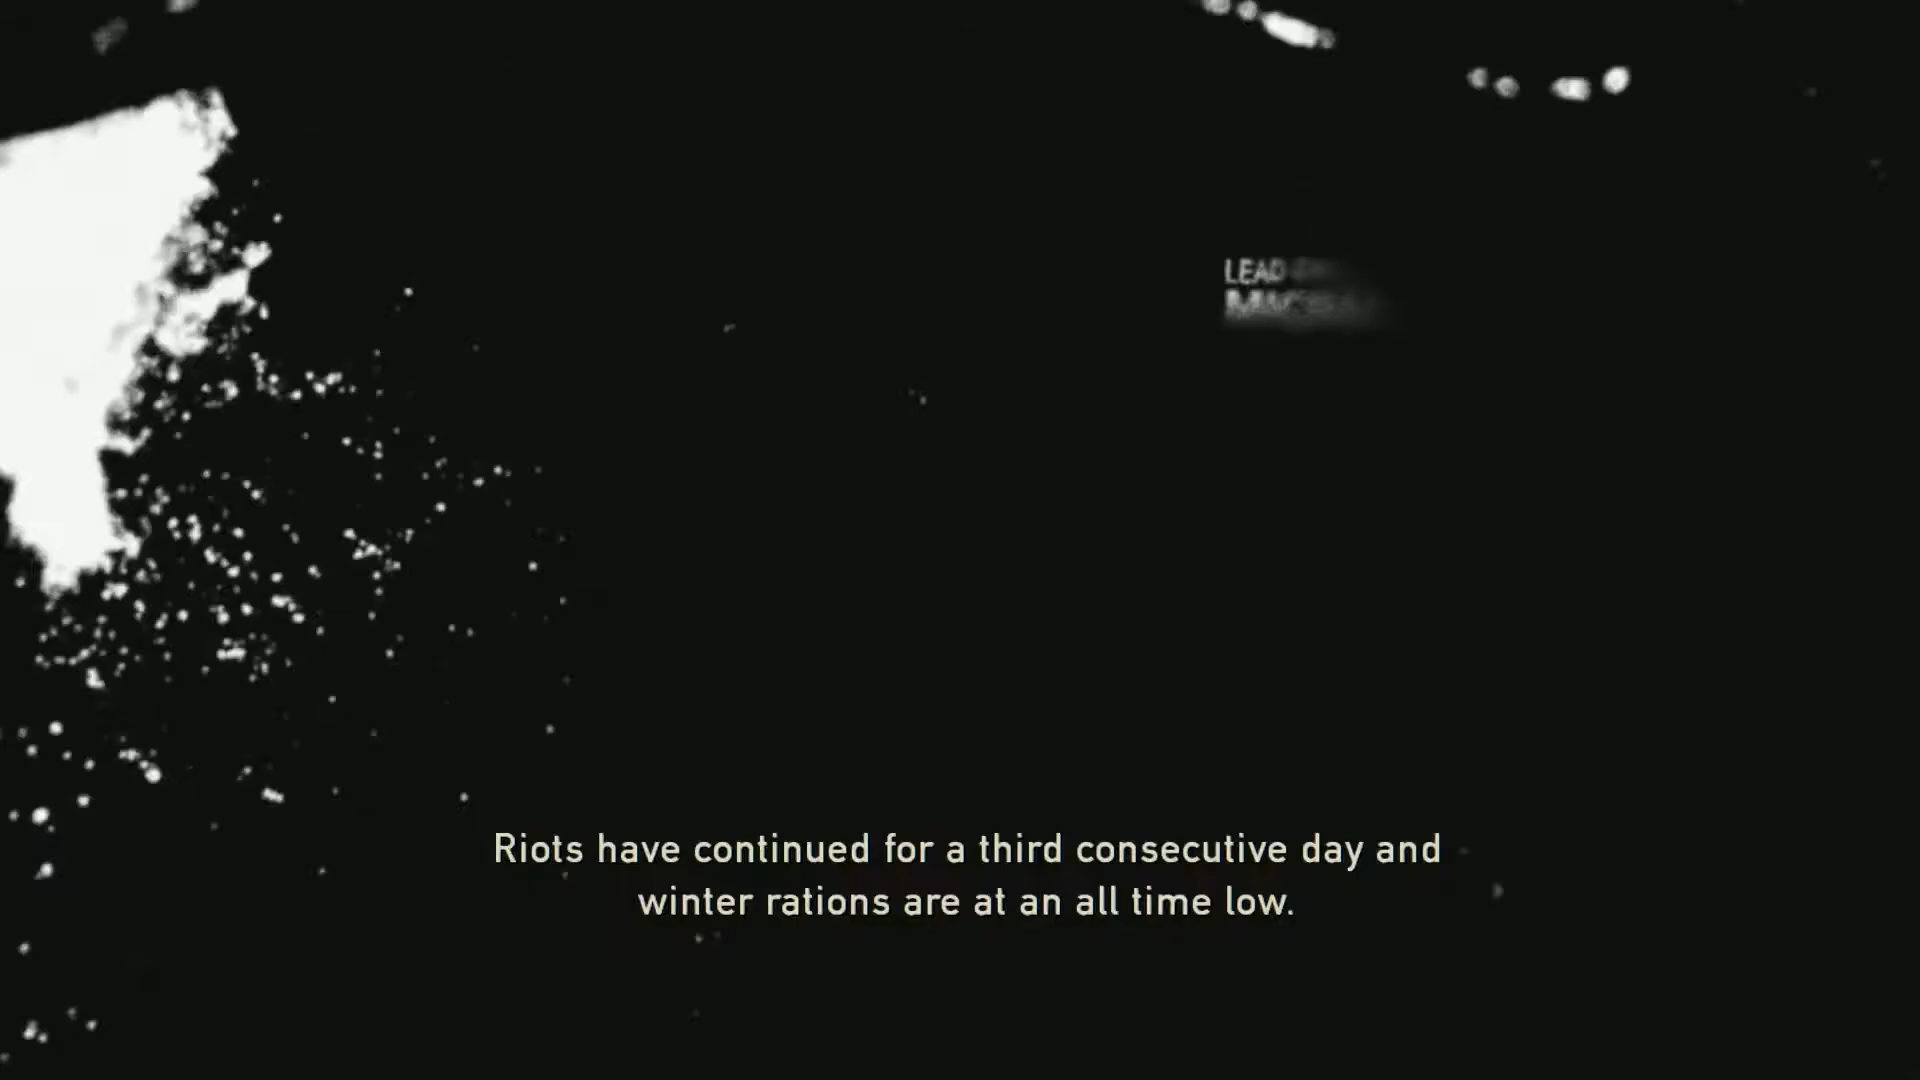 LEAD
Riots have continued for a third consecutive day and
winter rations are at an all time low.